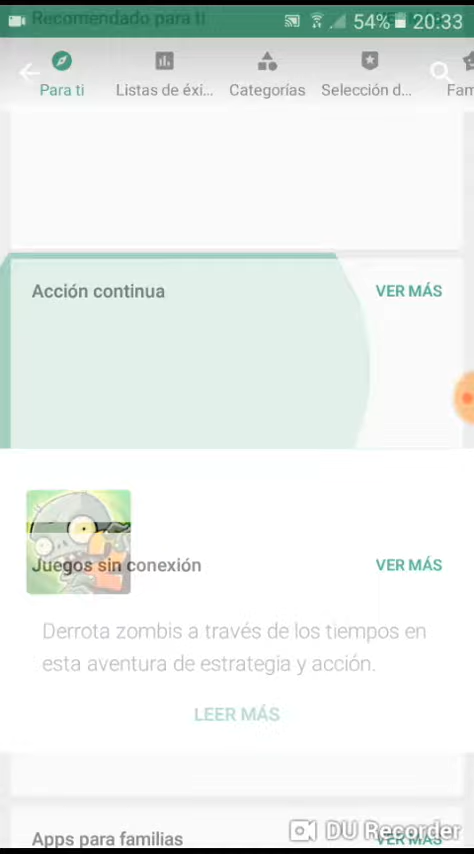 Recomendado para ti
54% 20:33
Para ti
Listas de éxi...
Categorías
Selección d...
Fam
Acción continua
VER MÁS
Juegos sin conexión
VER MÁS
Derrota zombis a través de los tiempos en
esta aventura de estrategia y acción.
LEER MÁS
Apps para familias
VER MÁS
DU Recorder